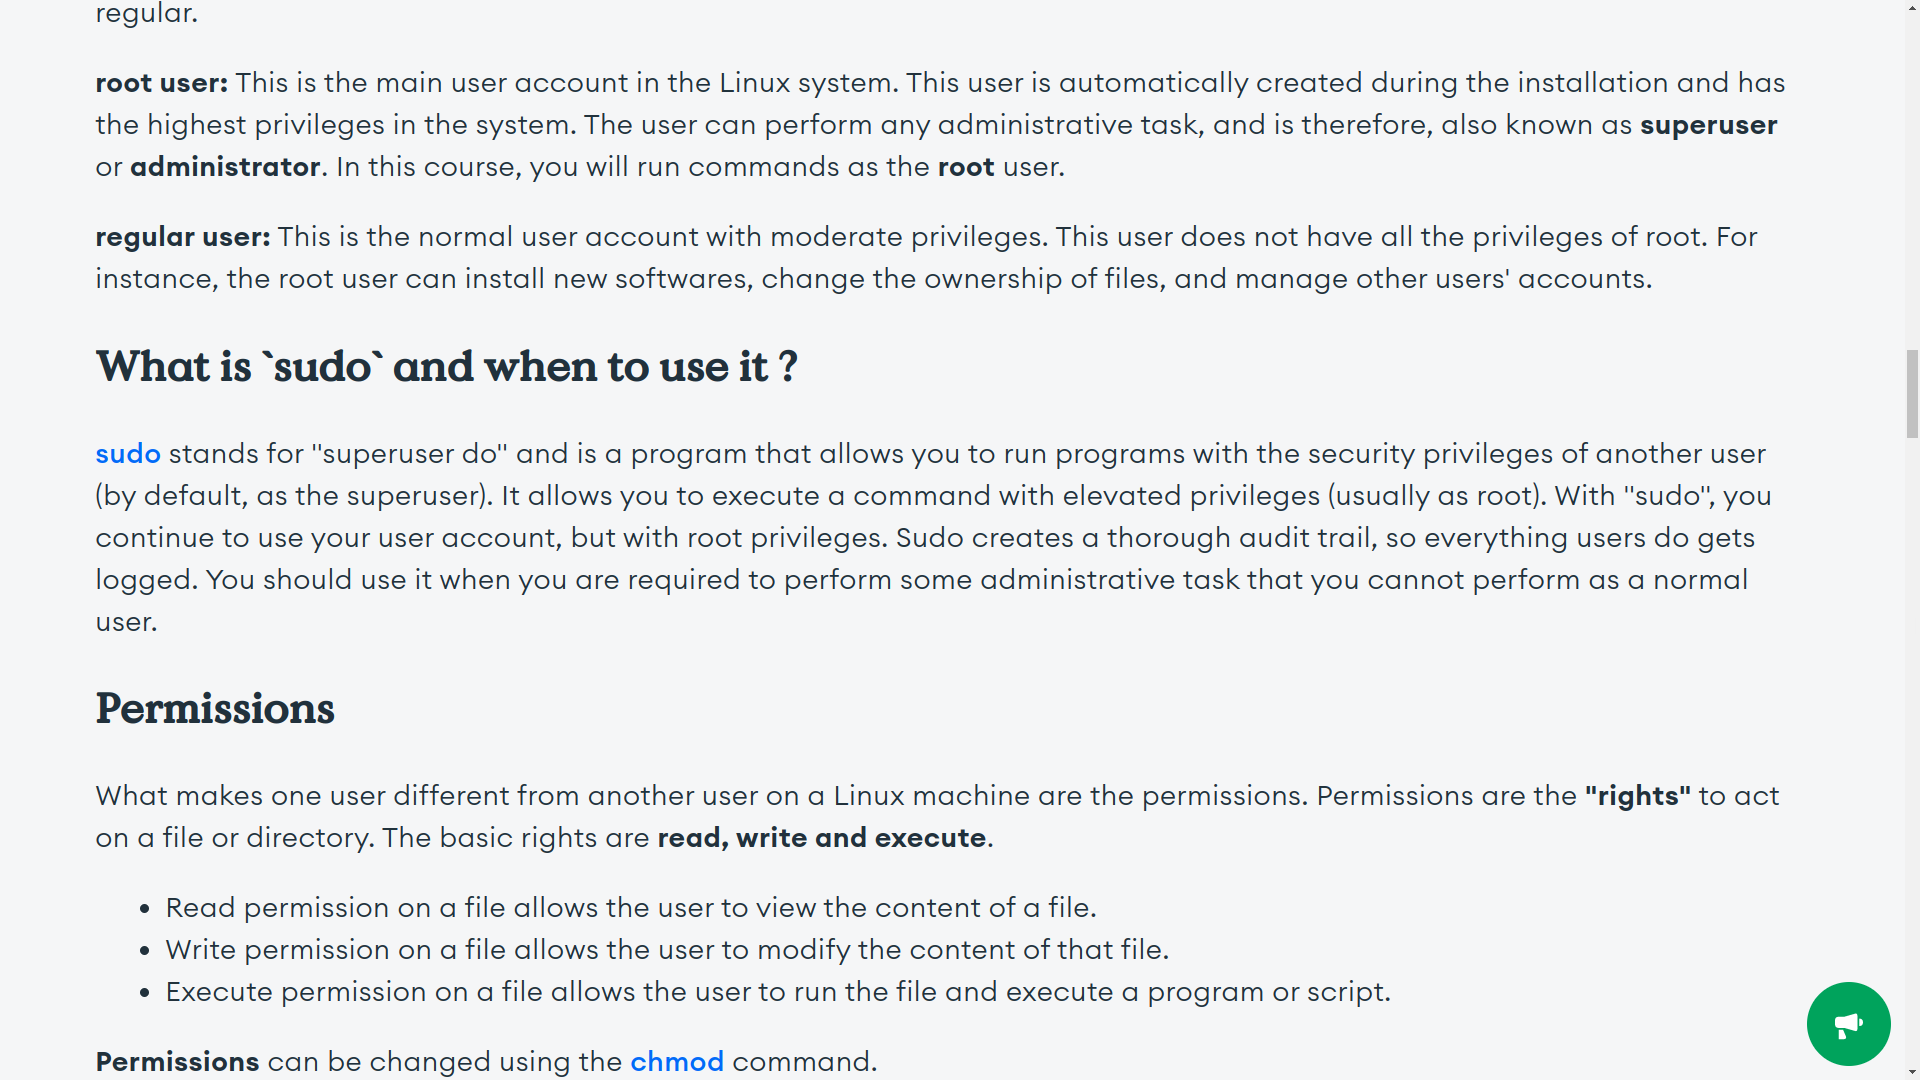 regular.
root user: This is the main user account in the Linux system. This user is automatically created during the installation and has
the highest privileges in the system. The user can perform any administrative task, and is therefore, also known as superuser
or administrator. In this course, you will run commands as the root user.
regular user: This is the normal user account with moderate privileges. This user does not have all the privileges of root. For
instance, the root user can install new softwares, change the ownership of files, and manage other users' accounts.
What is `sudo` and when to use it ?
sudo stands for "superuser do" and is a program that allows you to run programs with the security privileges of another user
(by default, as the superuser). It allows you to execute a command with elevated privileges (usually as root). With "sudo", you
continue to use your user account, but with root privileges. Sudo creates a thorough audit trail, so everything users do gets
logged. You should use it when you are required to perform some administrative task that you cannot perform as a normal
user.
Permissions
What makes one user different from another user on a Linux machine are the permissions. Permissions are the "rights" to act
on a file or directory. The basic rights are read, write and execute.
• Read permission on a file allows the user to view the content of a file.
• Write permission on a file allows the user to modify the content of that file.
• Execute permission on a file allows the user to run the file and execute a program or script.
Permissions can be changed using the chmod command.